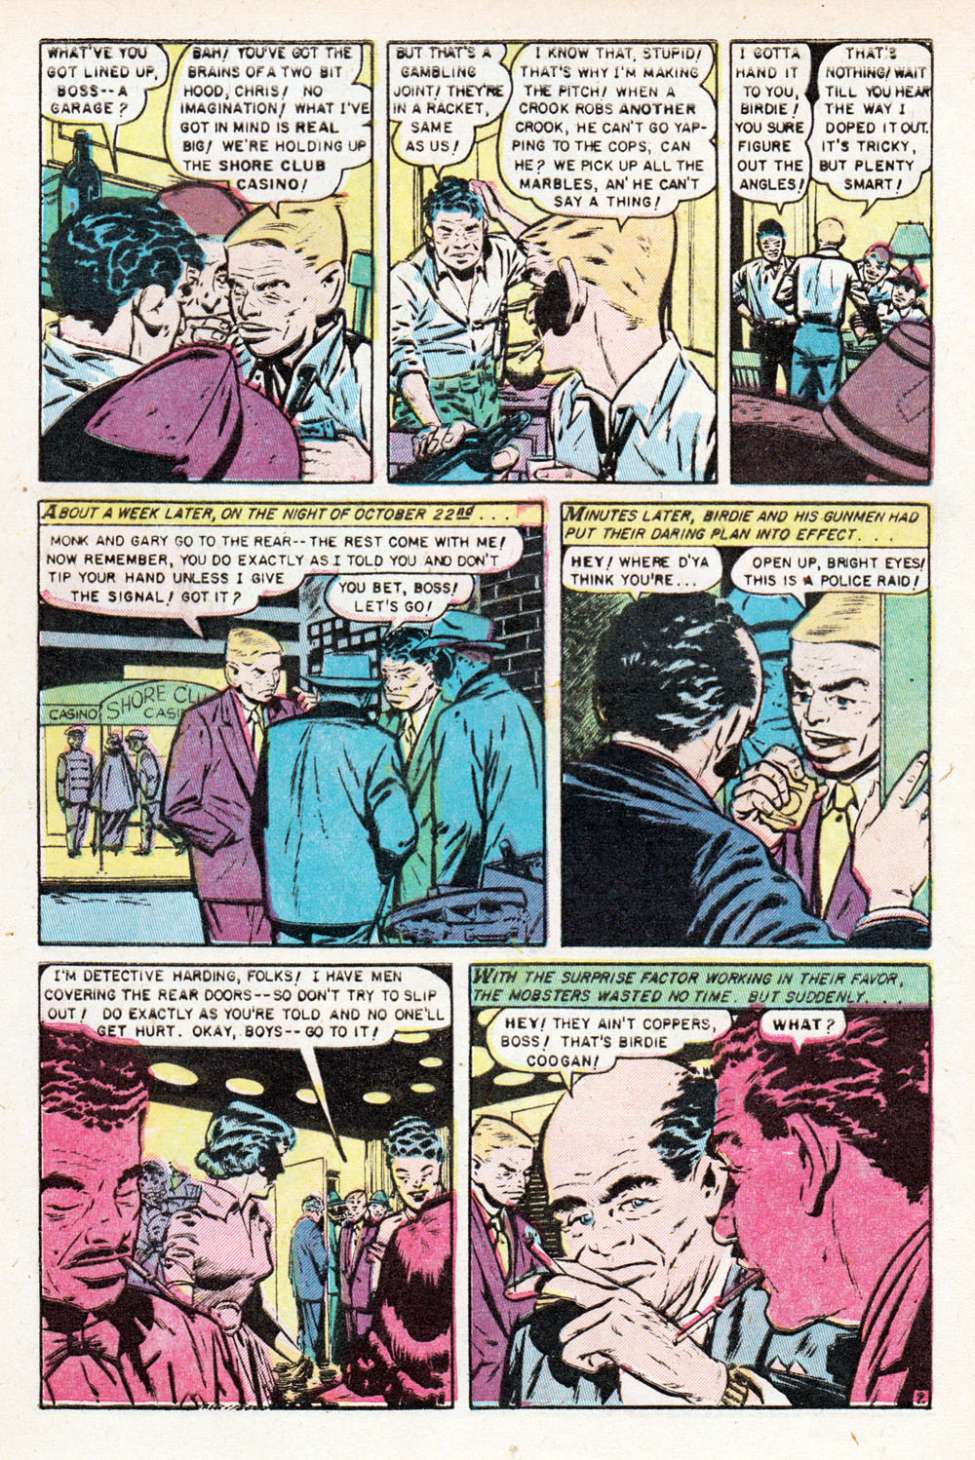 WHAT'VE YOU
GOT LINED UP,
BOSS--A
GARAGE?
BAH! YOU'VE GOT THE
BRAINS OF A TWO BIT
HOOD, CHRIS! NO
IMAGINATION! WHAT I'VE
GOT IN MIND IS REAL
BIG! WE'RE HOLDING UP
THE SHORE CLUB
CASINO!
BUT THAT'S A
GAMBLING
JOINT! THEY'RE
IN A RACKET,
SAME
AS US!
I KNOW THAT, STUPID!
THAT'S WHY I'M MAKING
THE PITCH! WHEN A
CROOK ROBS ANOTHER
CROOK, HE CAN'T GO YAP-
PING TO THE COPS, CAN
HE? WE PICK UP ALL THE
MARBLES, AN' HE CAN'T
SAY A THING!
I GOTTA
HAND IT
TO YOU,
BIRDIE!
YOU SURE
FIGURE
OUT THE
ANGLES!
THAT'S
NOTHING! WAIT
TILL YOU HEAR
THE WAY I
DOPED IT OUT.
IT'S TRICKY,
BUT PLENTY
SMART!
ABOUT A WEEK LATER, ON THE NIGHT OF OCTOBER 22nd...
MONK AND GARY GO TO THE REAR--THE REST COME WITH ME!
NOW REMEMBER, YOU DO EXACTLY AS I TOLD YOU AND DON'T
TIP YOUR HAND UNLESS I GIVE
THE SIGNAL! GOT IT?
YOU BET, BOSS!
LET'S GO!
CASINO
SHORE CLU
CASI
MINUTES LATER, BIRDIE AND HIS GUNMEN HAD
PUT THEIR DARING PLAN INTO EFFECT...
HEY! WHERE D'YA
THINK YOU'RE...
OPEN UP, BRIGHT EYES!
THIS IS A POLICE RAID!
I'M DETECTIVE HARDING, FOLKS! I HAVE MEN
COVERING THE REAR DOORS--SO DON'T TRY TO SLIP
OUT! DO EXACTLY AS YOU'RE TOLD AND NO ONE'LL
GET HURT. OKAY, BOYS--GO TO IT!
WITH THE SURPRISE FACTOR WORKING IN THEIR FAVOR,
THE MOBSTERS WASTED NO TIME. BUT SUDDENLY...
HEY! THEY AIN'T COPPERS,
BOSS! THAT'S BIRDIE
COOGAN!
WHAT?
2